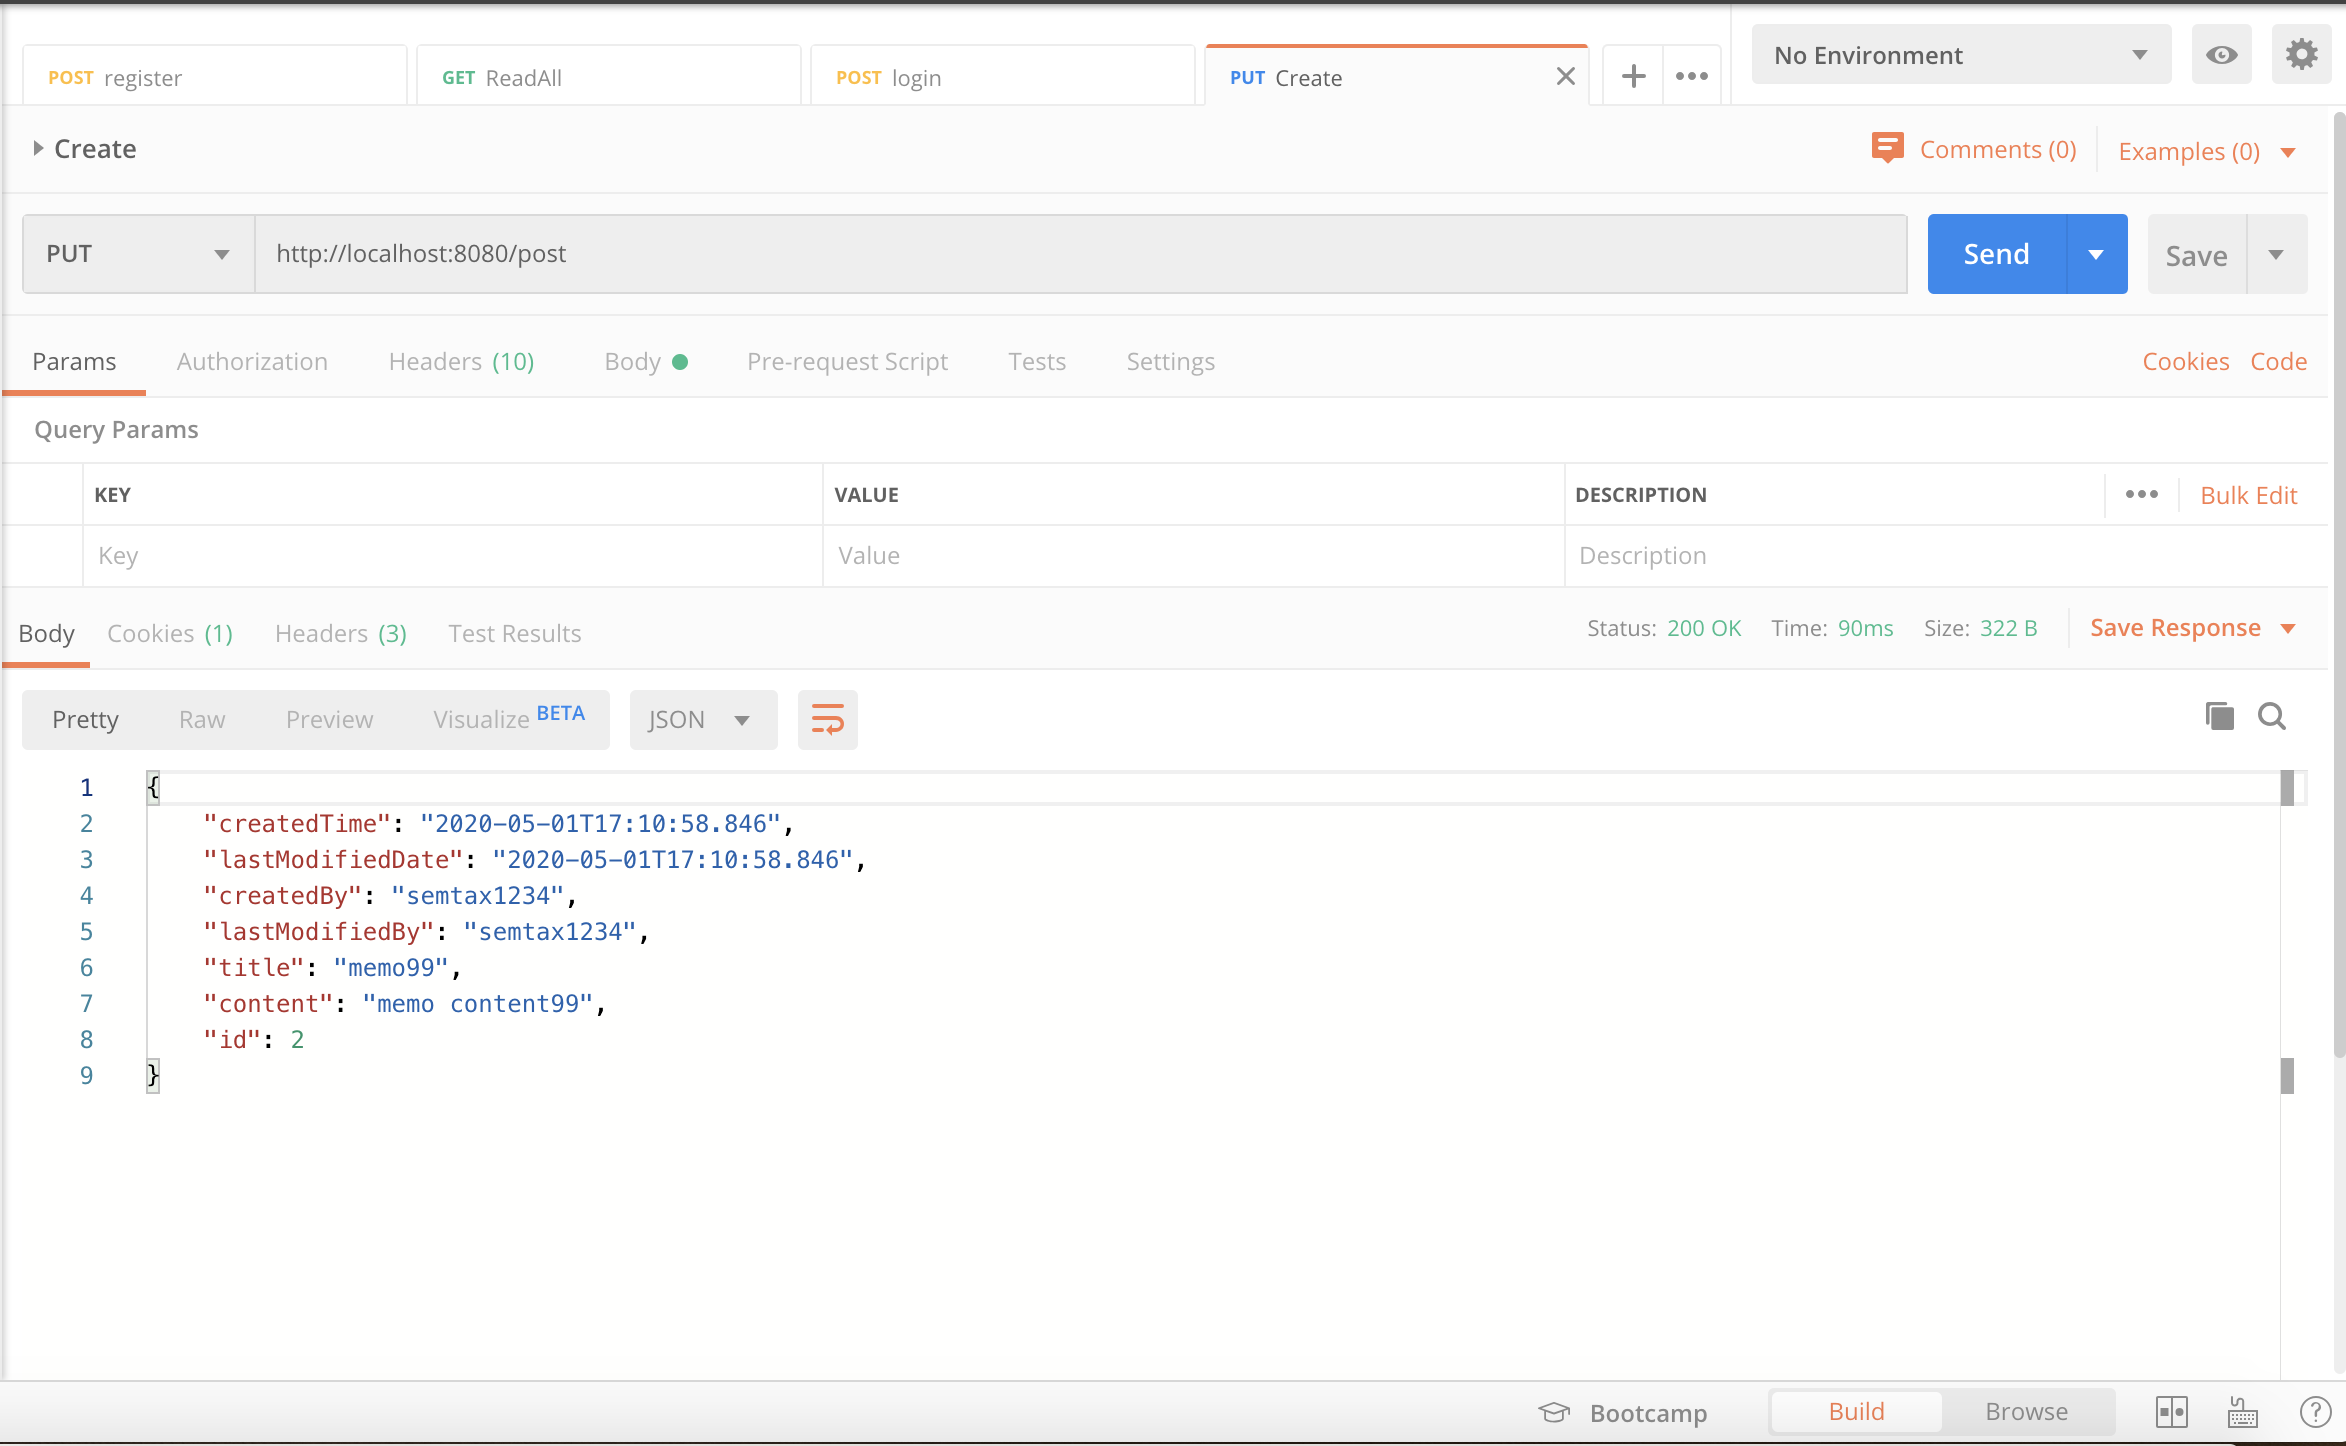 POST register GET ReadAll POST login PUT Create No Environment
Create Comments (0) Examples (0)
PUT http://localhost:8080/post Send Save
Params Authorization Headers (10) Body Pre-request Script Tests Settings Cookies Code
Query Params
KEY VALUE DESCRIPTION Bulk Edit
Key Value Description
Body Cookies (1) Headers (3) Test Results Status: 200 OK Time: 90ms Size: 322 B Save Response
Pretty Raw Preview Visualize BETA JSON
1 {
2 "createdTime": "2020-05-01T17:10:58.846",
3 "lastModifiedDate": "2020-05-01T17:10:58.846",
4 "createdBy": "semtax1234",
5 "lastModifiedBy": "semtax1234",
6 "title": "memo99",
7 "content": "memo content99",
8 "id": 2
9 }
Bootcamp Build Browse